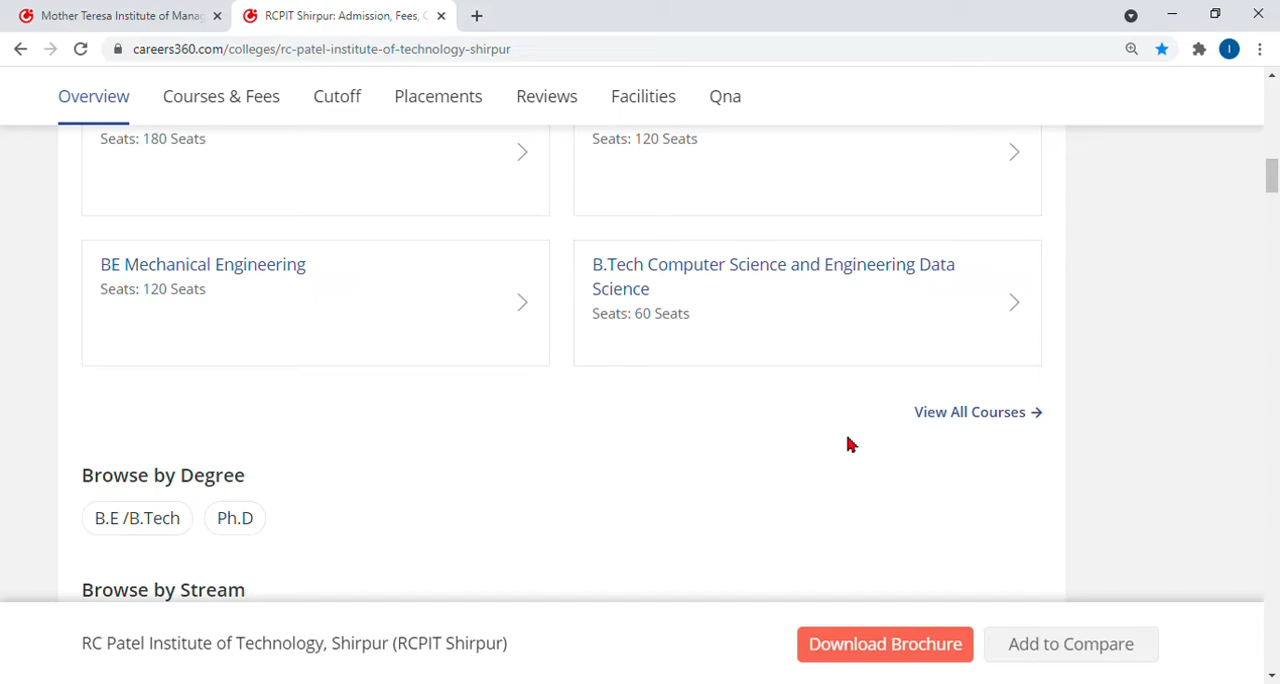 Mother Teresa Institute of Manag
RCPIT Shirpur: Admission, Fees, C
careers360.com/colleges/rc-patel-institute-of-technology-shirpur
I
Overview
Courses & Fees
Cutoff
Placements
Reviews
Facilities
Qna
Seats: 180 Seats
Seats: 120 Seats
BE Mechanical Engineering
Seats: 120 Seats
B.Tech Computer Science and Engineering Data
Science
Seats: 60 Seats
View All Courses →
Browse by Degree
B.E /B.Tech
Ph.D
Browse by Stream
RC Patel Institute of Technology, Shirpur (RCPIT Shirpur)
Download Brochure
Add to Compare